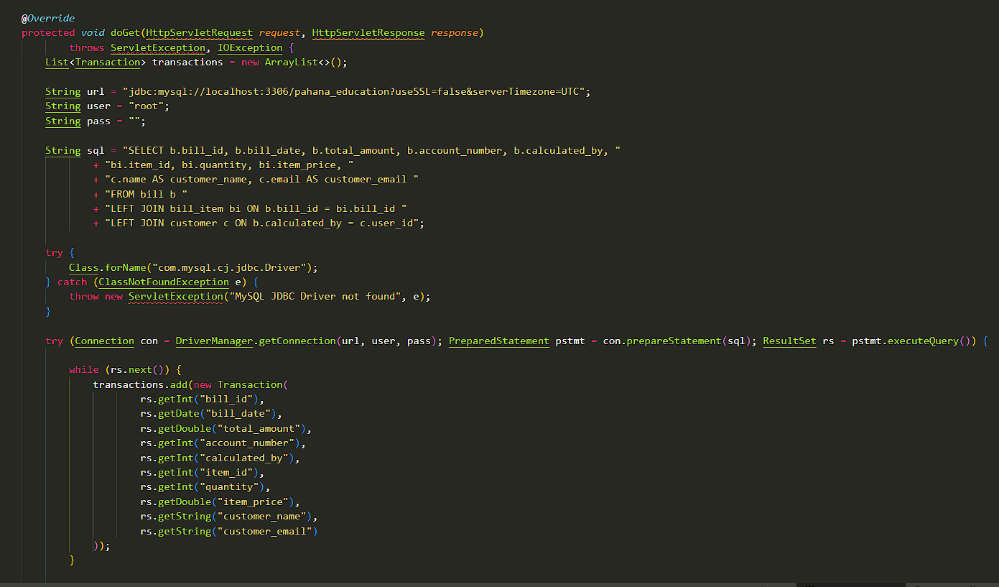 @Override
protected void doGet(HttpServletRequest request, HttpServletResponse response)
throws ServletException, IOException {
List<Transaction> transactions = new ArrayList<>();
String url = "jdbc:mysql://localhost:3306/pahana_education?useSSL=false&serverTimezone=UTC";
String user = "root";
String pass = "";
String sql = "SELECT b.bill_id, b.bill_date, b.total_amount, b.account_number, b.calculated_by, "
+ "bi.item_id, bi.quantity, bi.item_price, "
+ "c.name AS customer_name, c.email AS customer_email "
+ "FROM bill b "
+ "LEFT JOIN bill_item bi ON b.bill_id = bi.bill_id "
+ "LEFT JOIN customer c ON b.calculated_by = c.user_id";
try {
Class.forName("com.mysql.cj.jdbc.Driver");
} catch (ClassNotFoundException e) {
throw new ServletException("MySQL JDBC Driver not found", e);
}
try (Connection con = DriverManager.getConnection(url, user, pass); PreparedStatement pstmt = con.prepareStatement(sql); ResultSet rs = pstmt.executeQuery()) {
while (rs.next()) {
transactions.add(new Transaction(
rs.getInt("bill_id"),
rs.getDate("bill_date"),
rs.getDouble("total_amount"),
rs.getInt("account_number"),
rs.getInt("calculated_by"),
rs.getInt("item_id"),
rs.getInt("quantity"),
rs.getDouble("item_price"),
rs.getString("customer_name"),
rs.getString("customer_email")
));
}